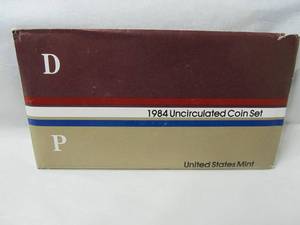 D
1984 Uncirculated Coin Set
P
United States Mint